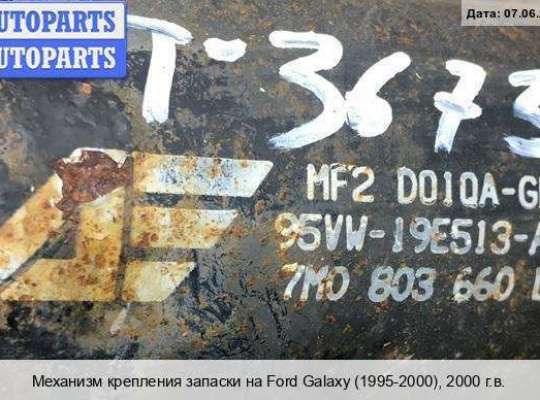 AUTOPARTS
AUTOPARTS
Дата: 07.06.
T-3673
MF2 D01QA-G
95VW-19E513-A
7M0 803 660
Механизм крепления запаски на Ford Galaxy (1995-2000), 2000 г.в.